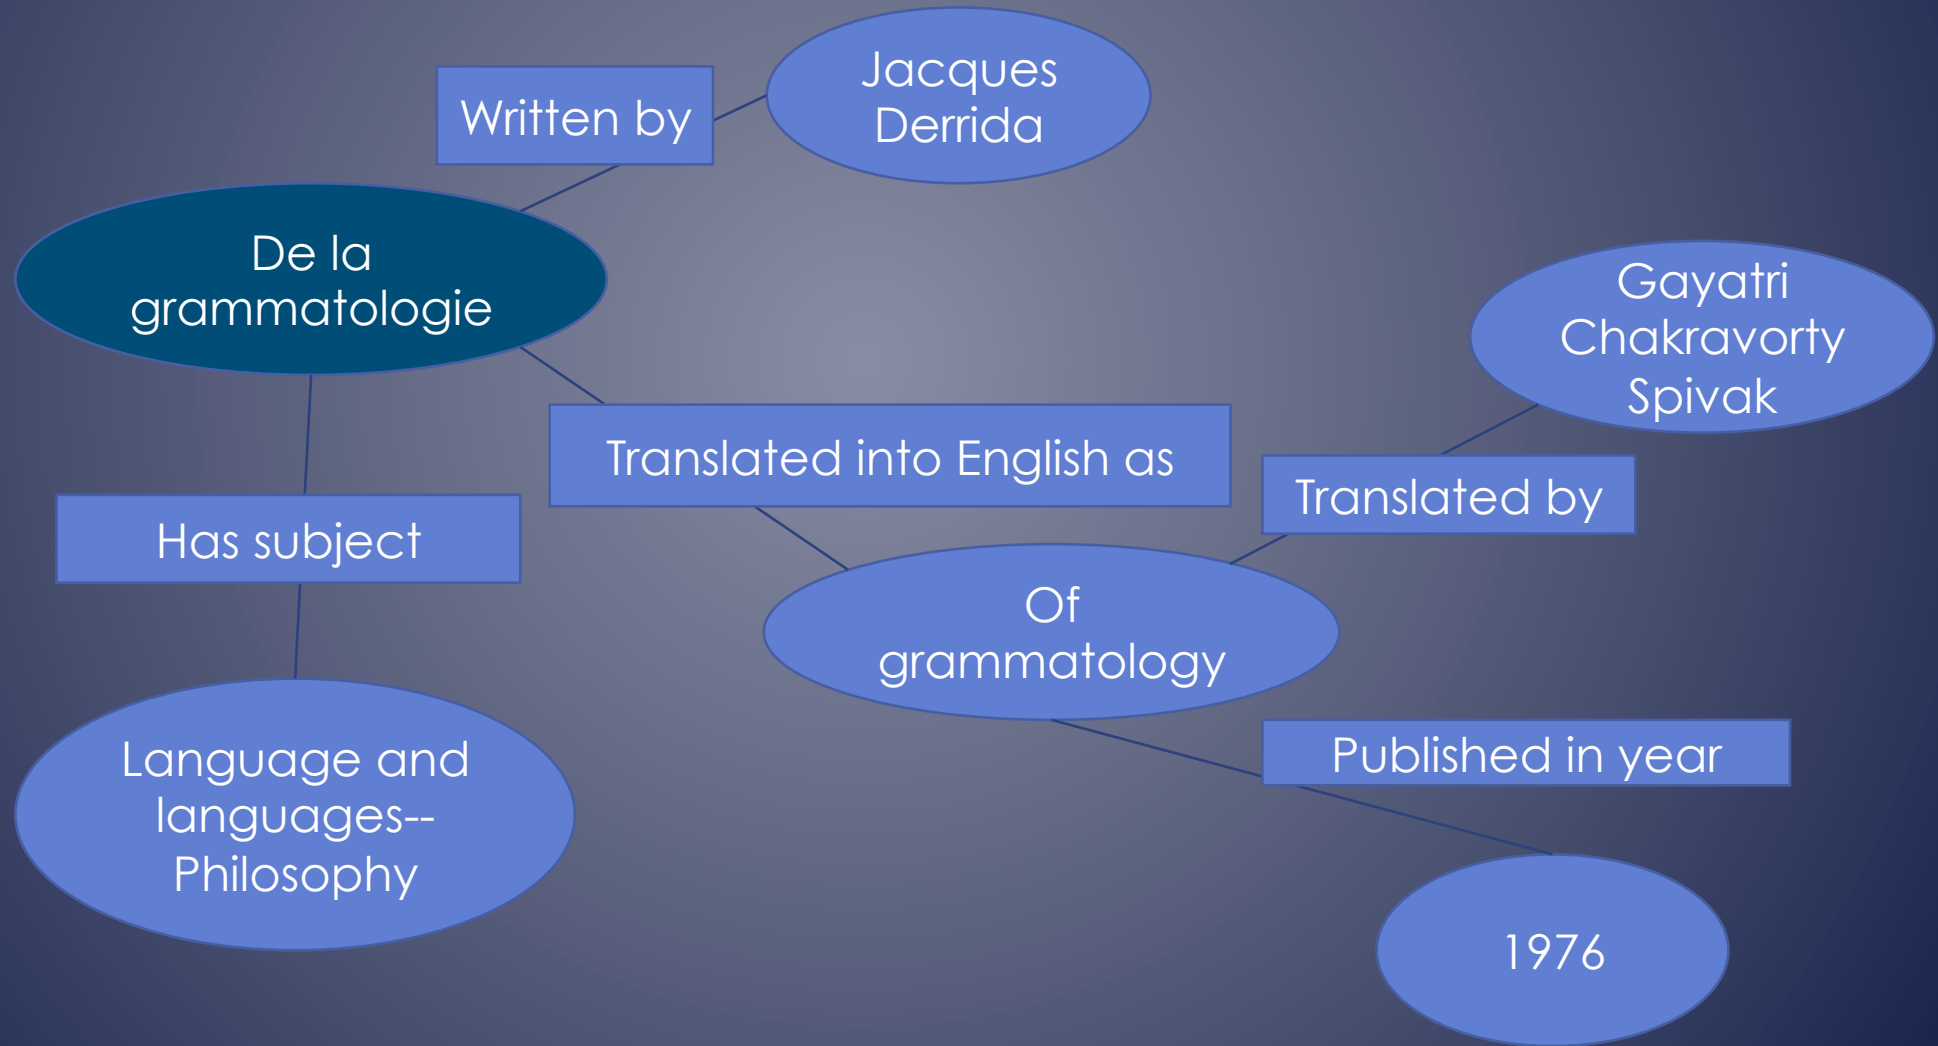 Jacques
Derrida
Written by
De la
grammatologie
Gayatri
Chakravorty
Spivak
Translated into English as
Translated by
Has subject
Of
grammatology
Language and
languages--
Philosophy
Published in year
1976